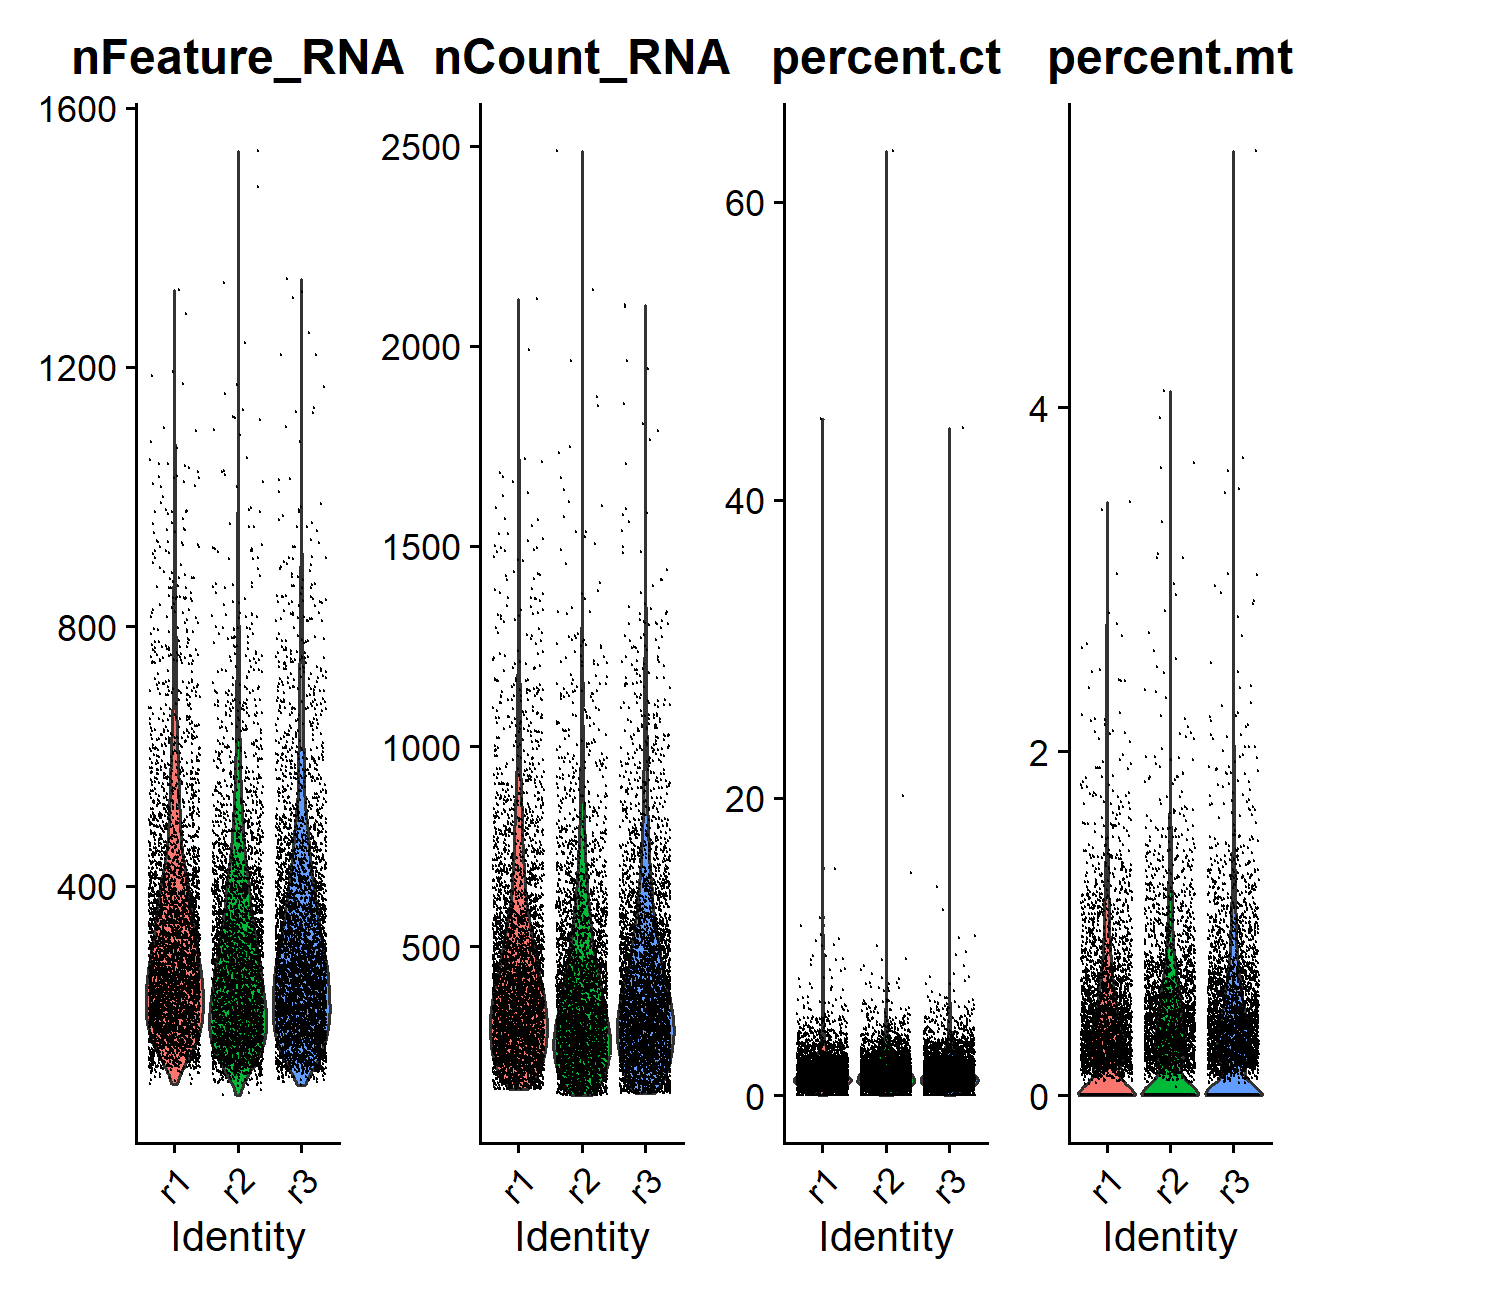 nFeature_RNA nCount_RNA percent.ct percent.mt
1600
1200
800
400
r1 r2 r3
Identity
2500
2000
1500
1000
500
r1 r2 r3
Identity
60
40
20
0
r1 r2 r3
Identity
4
2
0
r1 r2 r3
Identity